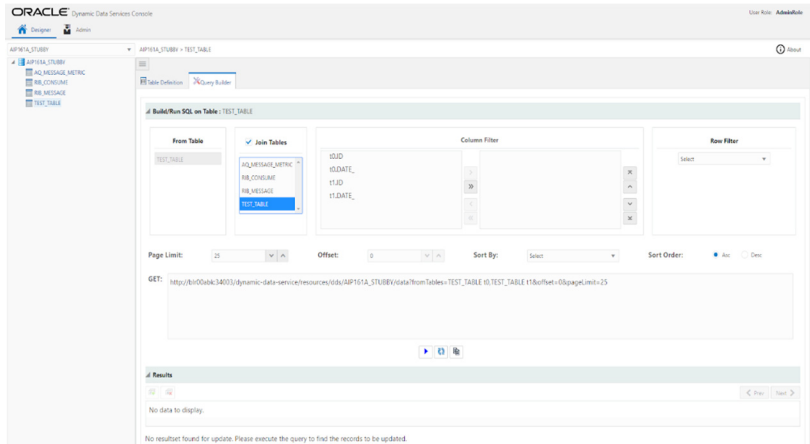 ORACLE Dynamic Data Services Console
User Role: AdminRole
Designer Admin
AIP161A_STUBBY
AIP161A_STUBBY > TEST_TABLE
About
AIP161A_STUBBY
AQ_MESSAGE_METRIC
RIB_CONSUME
RIB_MESSAGE
TEST_TABLE
Table Definition Query Builder
Build/Run SQL on Table : TEST_TABLE
From Table
TEST_TABLE
Join Tables
AQ_MESSAGE_METRIC
RIB_CONSUME
RIB_MESSAGE
TEST_TABLE
Column Filter
t0.ID
t0.DATE_
t1.ID
t1.DATE_
Row Filter
Select
Page Limit: 25 Offset: 0 Sort By: Select Sort Order: Asc Desc
GET: http://blr00abk:34003/dynamic-data-service/resources/dds/AIP161A_STUBBY/data?fromTables=TEST_TABLE t0,TEST_TABLE t1&offset=0&pageLimit=25
Results
Prev Next
No data to display.
No resultset found for update. Please execute the query to find the records to be updated.